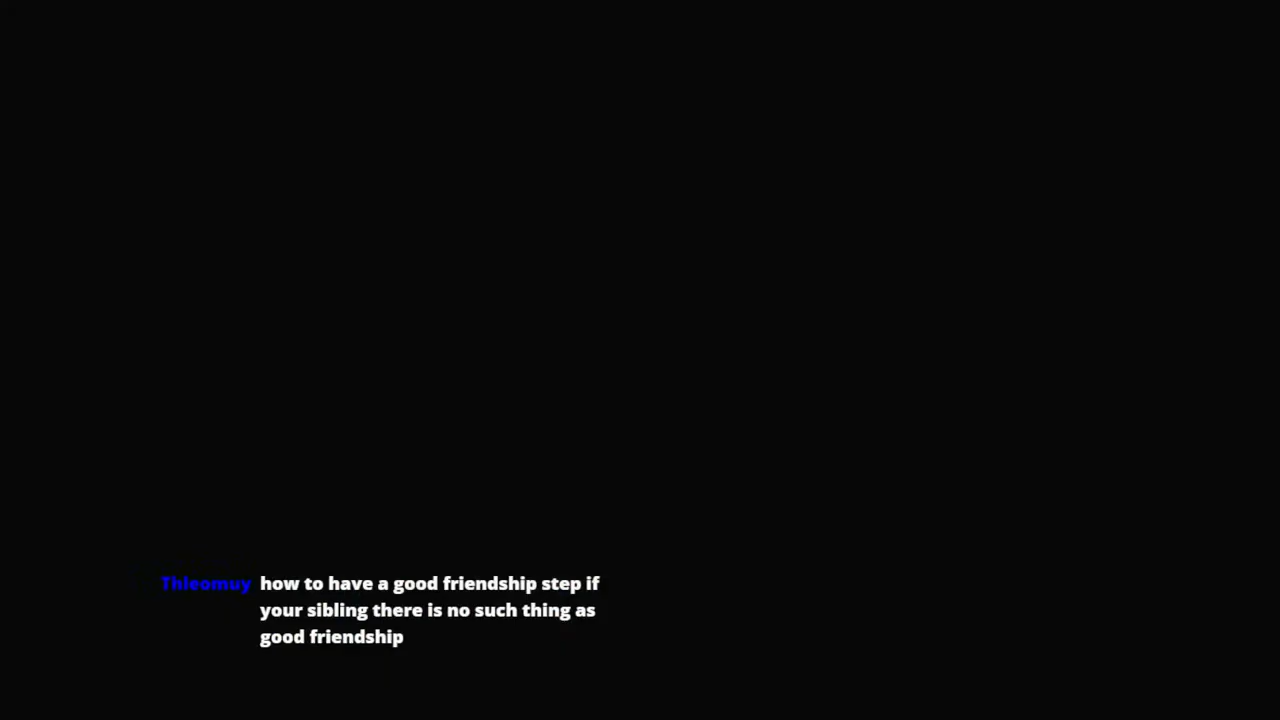 Thleomuy how to have a good friendship step if
your sibling there is no such thing as
good friendship